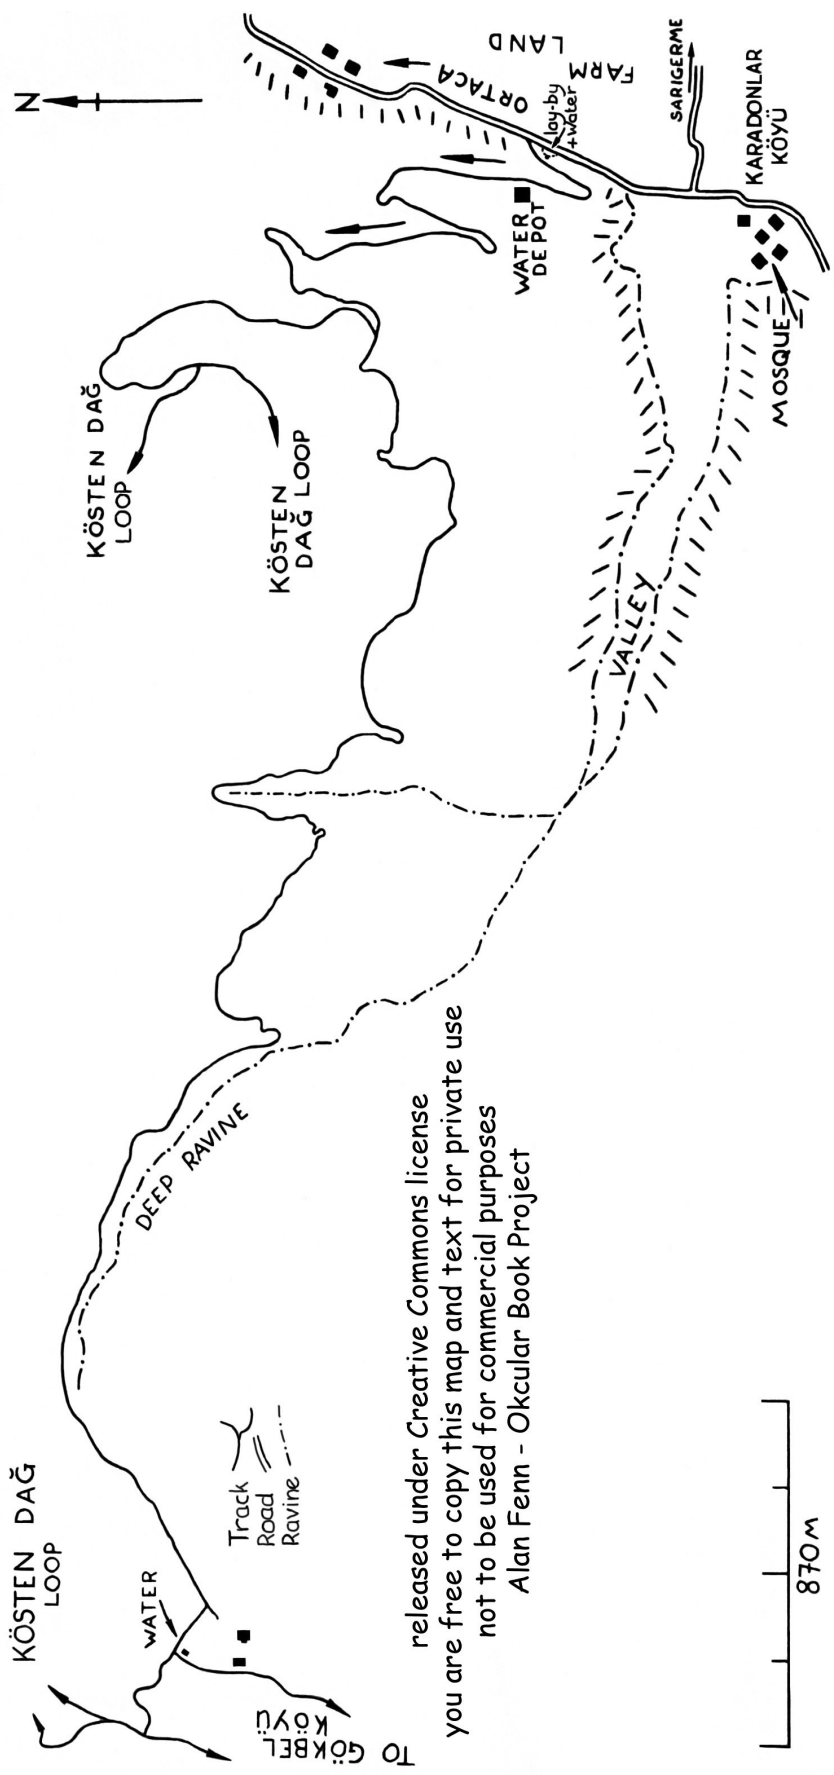 N
FARM
LAND
ORTACA
lay-by
+water
SARIGERME
KARADONLAR
KÖYÜ
WATER
DEPOT
MOSQUE
KÖSTEN DAĞ
LOOP
KÖSTEN
DAĞ LOOP
VALLEY
DEEP RAVINE
KÖSTEN DAĞ
LOOP
WATER
TO GÖKBEL
KÖYÜ
Track
Road
Ravine
released under Creative Commons license
you are free to copy this map and text for private use
not to be used for commercial purposes
Alan Fenn - Okcular Book Project
870M